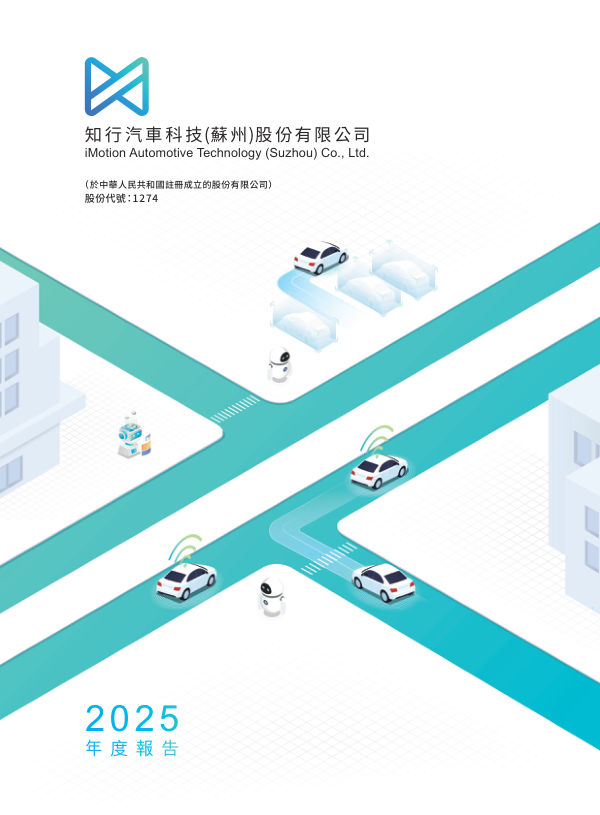 知行汽車科技(蘇州)股份有限公司
iMotion Automotive Technology (Suzhou) Co., Ltd.
（於中華人民共和國註冊成立的股份有限公司）
股份代號：1274
2025
年度報告